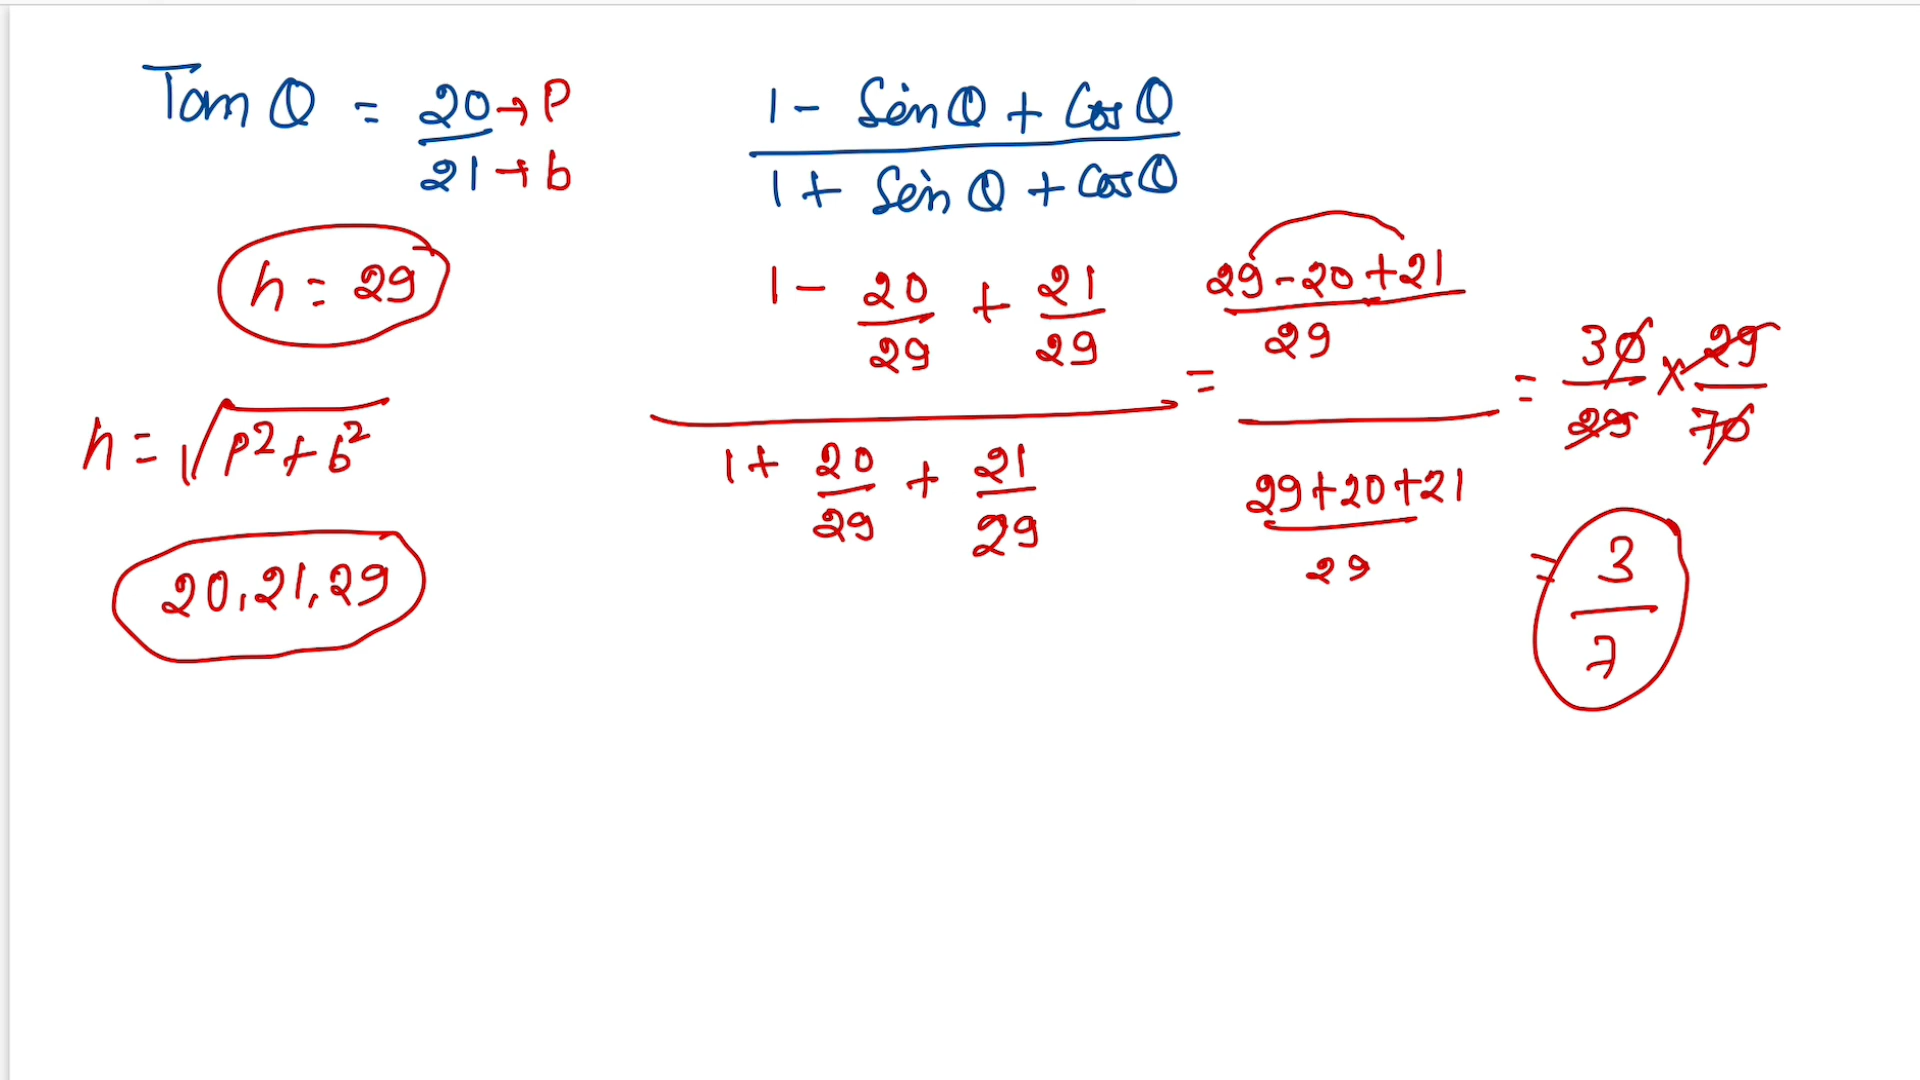 Tan θ = 20/21 → P → b
(1 - Sin θ + Cos θ)/(1 + Sin θ + Cos θ)
h = 29
(1 - 20/29 + 21/29)/(1 + 20/29 + 21/29) = ((29-20+21)/29)/((29+20+21)/29) = 30/29 × 29/70
h = √(p²+b²)
20,21,29
= 3/7